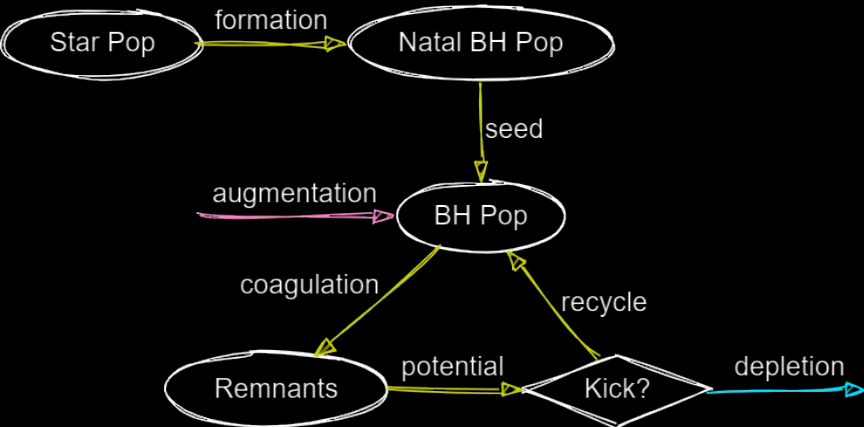 formation
Star Pop
Natal BH Pop
seed
augmentation
BH Pop
coagulation
recycle
potential
depletion
Remnants
Kick?